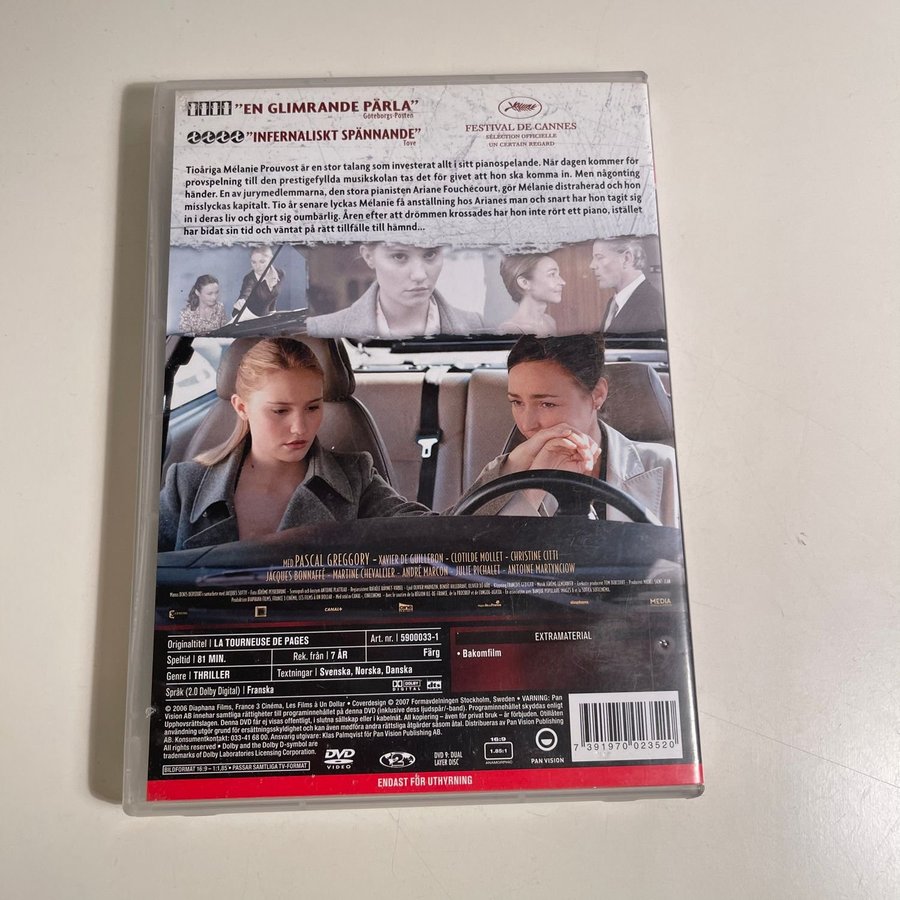 "EN GLIMRANDE PÄRLA"
Göteborgs-Posten
"INFERNALISKT SPÄNNANDE"
Tove
FESTIVAL DE CANNES
SÉLECTION OFFICIELLE
UN CERTAIN REGARD
Tioåriga Mélanie Prouvost är en stor talang som investerat allt i sitt pianospelande. När dagen kommer för
provspelning till den prestigefyllda musikskolan tas det för givet att hon ska komma in. Men någonting
händer. En av jurymedlemmarna, den stora pianisten Ariane Fouchécourt, gör Mélanie distraherad och hon
misslyckas kapitalt. Tio år senare lyckas Mélanie få anställning hos Arianes man och snart har hon tagit sig
in i deras liv och gjort sig oumbärlig. Åren efter att drömmen krossades har hon inte rört ett piano, istället
har bidat sin tid och väntat på rätt tillfälle till hämnd...
MED PASCAL GREGGORY - XAVIER DE GUILLEBON - CLOTILDE MOLLET - CHRISTINE CITTI
JACQUES BONNAFFÉ - MARTINE CHEVALLIER - ANDRÉ MARCON - JULIE RICHALET - ANTOINE MARTYNCIOW
CANAL+
MEDIA
Originaltitel | LA TOURNEUSE DE PAGES
Art. nr. | 5900033-1
Speltid | 81 MIN.
Rek. från | 7 ÅR
Färg
Genre | THRILLER
Textningar | Svenska, Norska, Danska
Språk (2.0 Dolby Digital) | Franska
DOLBY
DIGITAL
dts
EXTRAMATERIAL
• Bakomfilm
© 2006 Diaphana Films, France 3 Cinéma, Les Films à Un Dollar • Coverdesign © 2007 Formavdelningen Stockholm, Sweden • VARNING: Pan
Vision AB innehar samtliga rättigheter till programinnehållet på denna DVD (inklusive dess ljudspår/-band). Programinnehållet skyddas enligt
Upphovsrättslagen. Denna DVD får ej visas offentligt, i slutna sällskap eller i kabelnät. All kopiering – även för privat bruk – är förbjuden. Otillåten
användning utgör grund för ersättningsskyldighet och kan även medföra andra rättsliga åtgärder såsom åtal. Distribueras av Pan Vision Publishing
AB. Konsumentkontakt: 033-41 68 00. Ansvarig utgivare: Klas Palmqvist för Pan Vision Publishing AB.
All rights reserved • Dolby and the Dolby D-symbol are
trademarks of Dolby Laboratories Licensing Corporation.
BILDFORMAT 16:9 – 1:1,85 • PASSAR SAMTLIGA TV-FORMAT
DVD
VIDEO
2
DVD 9: DUAL
LAYER DISC
16:9
1.85:1
ANAMORPHIC
PAN VISION
7 391970 023520
ENDAST FÖR UTHYRNING